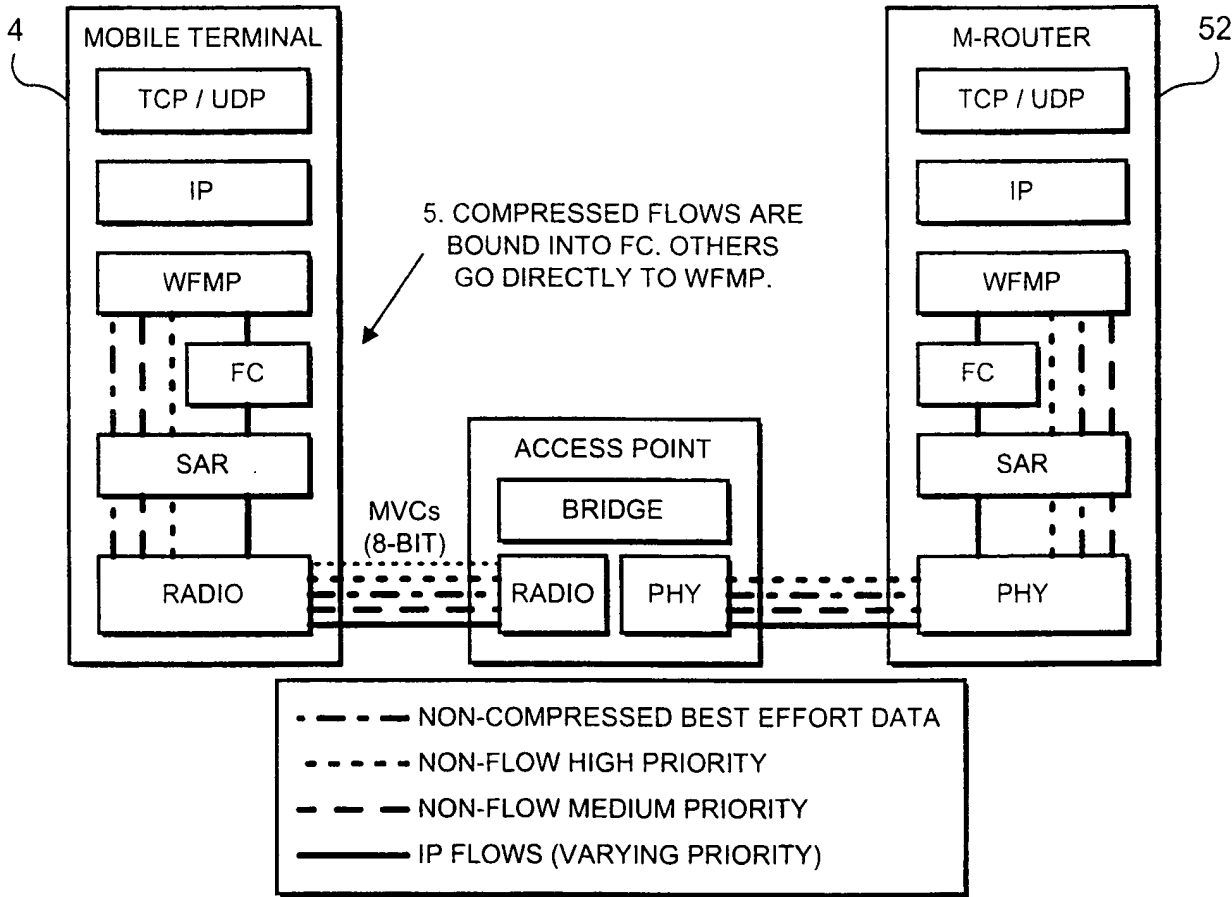 4
MOBILE TERMINAL
TCP / UDP
IP
WFMP
FC
SAR
RADIO
5. COMPRESSED FLOWS ARE
BOUND INTO FC. OTHERS
GO DIRECTLY TO WFMP.
MVCs
(8-BIT)
ACCESS POINT
BRIDGE
RADIO
PHY
52
M-ROUTER
TCP / UDP
IP
WFMP
FC
SAR
PHY
NON-COMPRESSED BEST EFFORT DATA
NON-FLOW HIGH PRIORITY
NON-FLOW MEDIUM PRIORITY
IP FLOWS (VARYING PRIORITY)